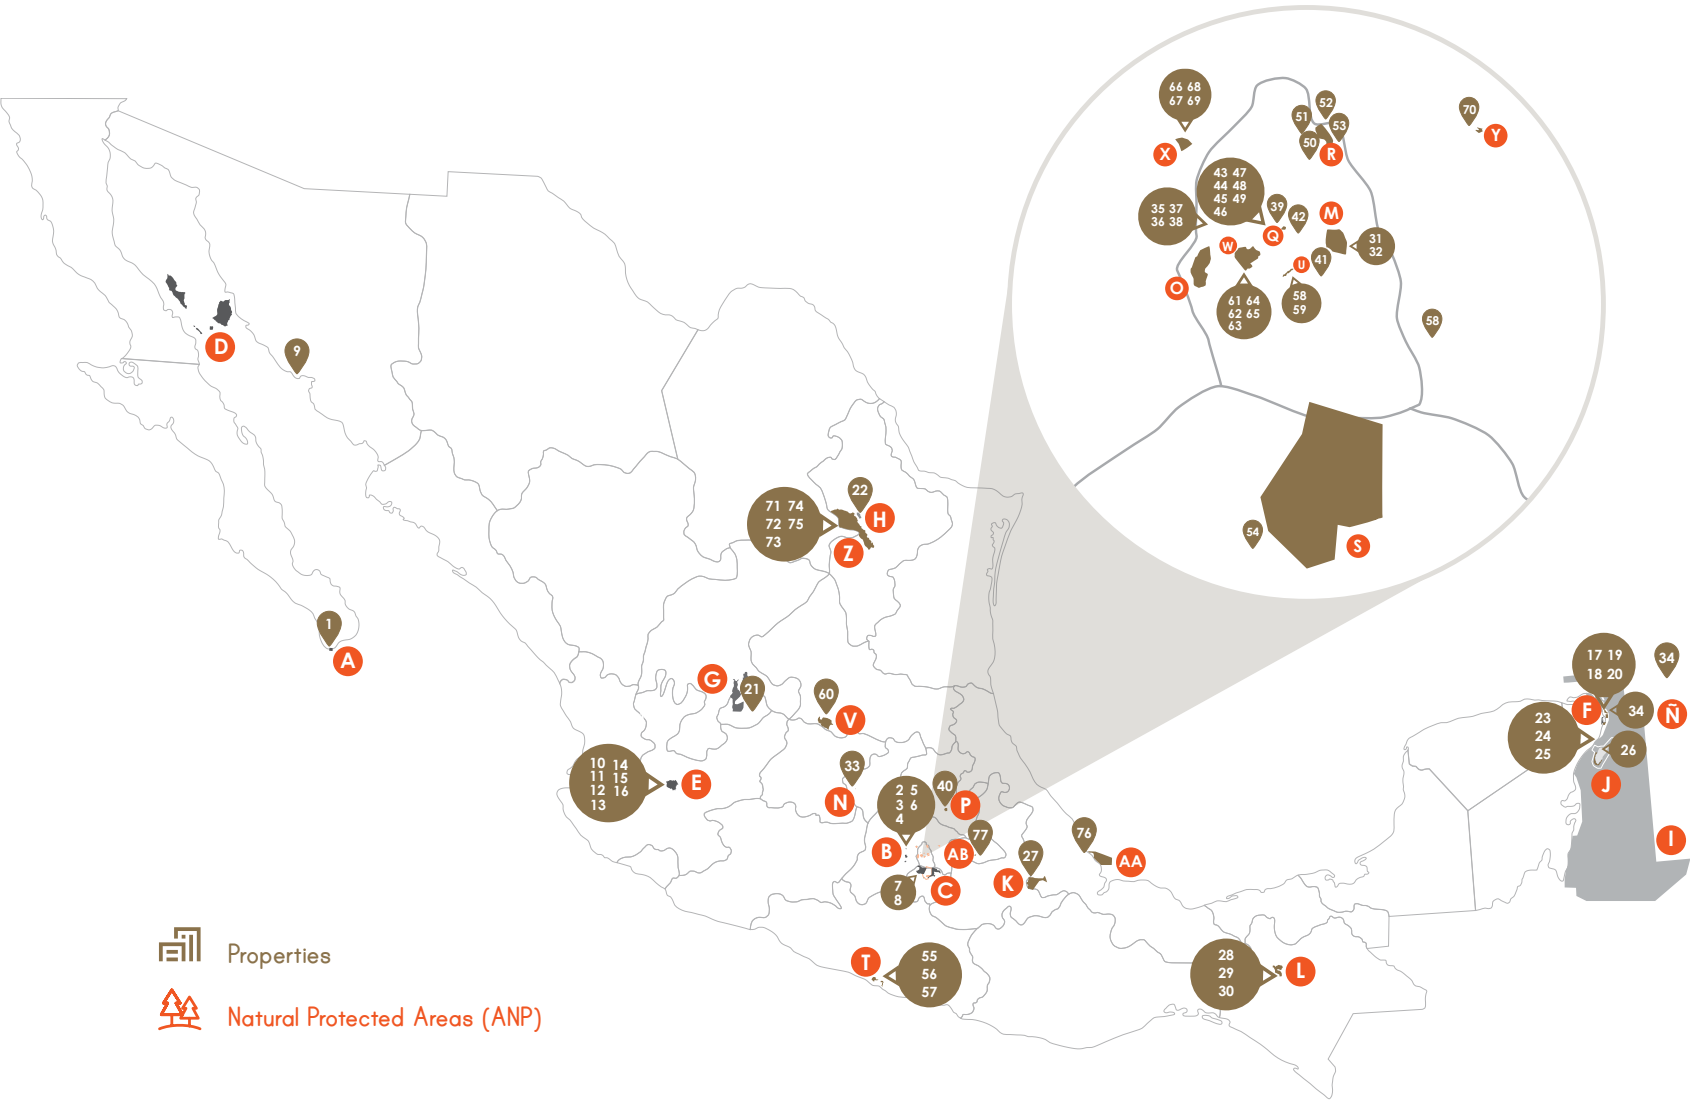 66 68
67 69
X
52
51
53
50
R
70
Y
43 47
44 48
45 49
46
35 37
36 38
39
42
M
Q
W
31
32
41
U
O
61 64
62 65
63
58
59
58
54
S
D
9
22
71 74
72 75
73
H
Z
1
A
G
21
60
V
17 19
18 20
34
F
34
Ñ
23
24
25
26
J
10 14
11 15
12 16
13
E
33
N
2 5
3 6
4
40
P
77
76
B
AB
27
AA
K
7
8
C
I
T
55
56
57
28
29
30
L
Properties
Natural Protected Areas (ANP)